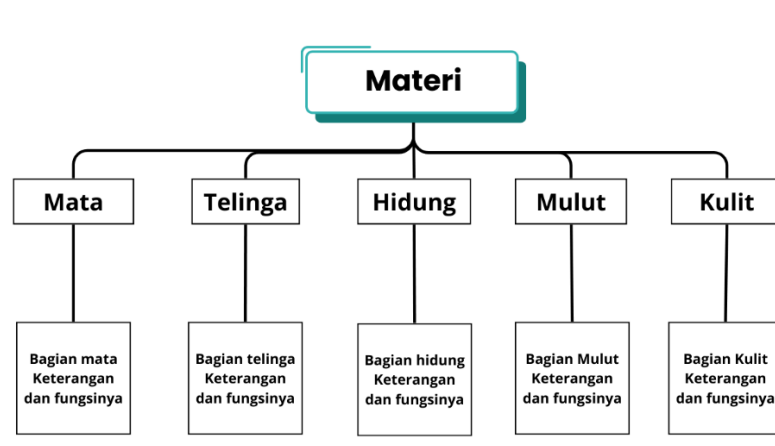 Materi
Mata
Telinga
Hidung
Mulut
Kulit
Bagian mata
Keterangan
dan fungsinya
Bagian telinga
Keterangan
dan fungsinya
Bagian hidung
Keterangan
dan fungsinya
Bagian Mulut
Keterangan
dan fungsinya
Bagian Kulit
Keterangan
dan fungsinya